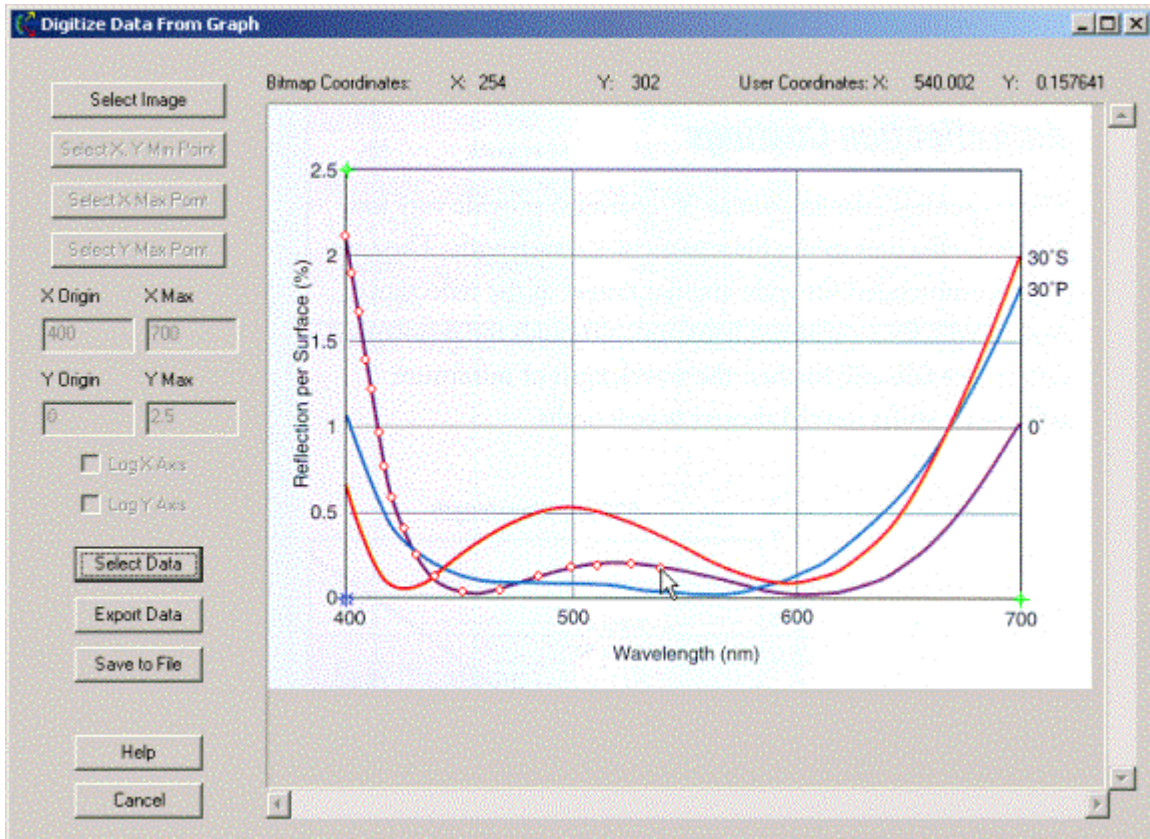 Digitize Data From Graph
Bitmap Coordinates: X: 254 Y: 302 User Coordinates: X: 540.002 Y: 0.157641
Select Image
Select X, Y Min Point
Select X Max Point
Select Y Max Point
X Origin X Max
400 700
Y Origin Y Max
0 2.5
Log X Axis
Log Y Axis
Select Data
Export Data
Save to File
Help
Cancel
2.5
2
1.5
1
0.5
0
Reflection per Surface (%)
400 500 600 700
Wavelength (nm)
30°S
30°P
0°